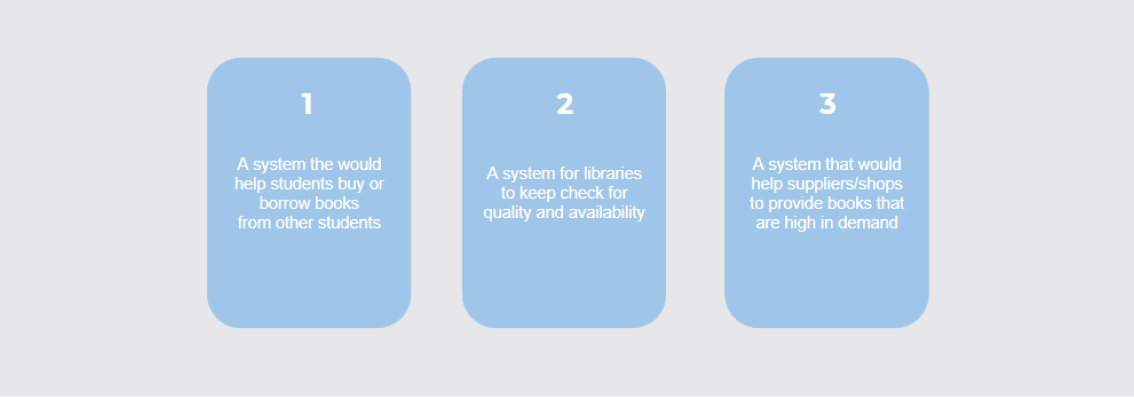 1
A system the would
help students buy or
borrow books
from other students
2
A system for libraries
to keep check for
quality and availability
3
A system that would
help suppliers/shops
to provide books that
are high in demand